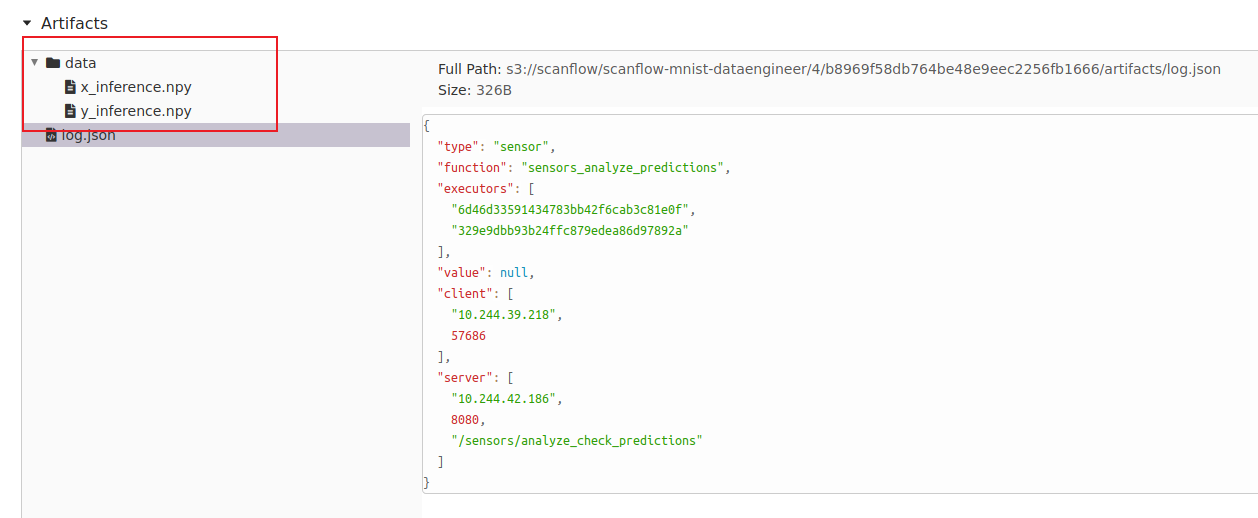 Artifacts
data
x_inference.npy
y_inference.npy
log.json
Full Path: s3://scanflow/scanflow-mnist-dataengineer/4/b8969f58db764be48e9eec2256fb1666/artifacts/log.json
Size: 326B
{
"type": "sensor",
"function": "sensors_analyze_predictions",
"executors": [
"6d46d33591434783bb42f6cab3c81e0f",
"329e9dbb93b24ffc879edea86d97892a"
],
"value": null,
"client": [
"10.244.39.218",
57686
],
"server": [
"10.244.42.186",
8080,
"/sensors/analyze_check_predictions"
]
}